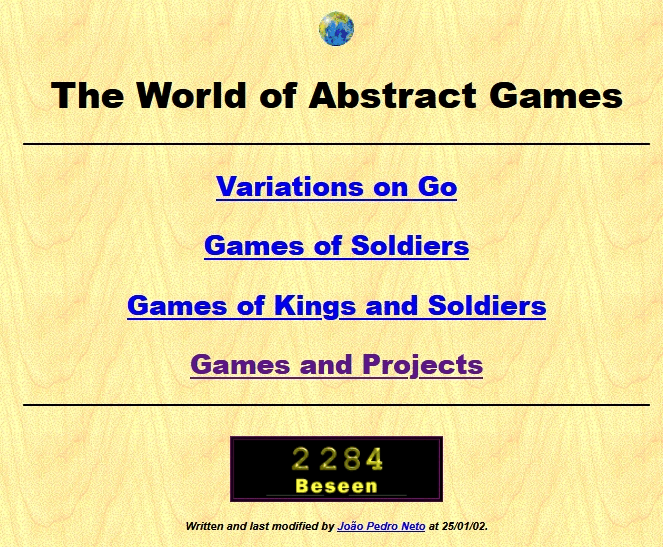 The World of Abstract Games
Variations on Go
Games of Soldiers
Games of Kings and Soldiers
Games and Projects
2284
Beseen
Written and last modified by João Pedro Neto at 25/01/02.